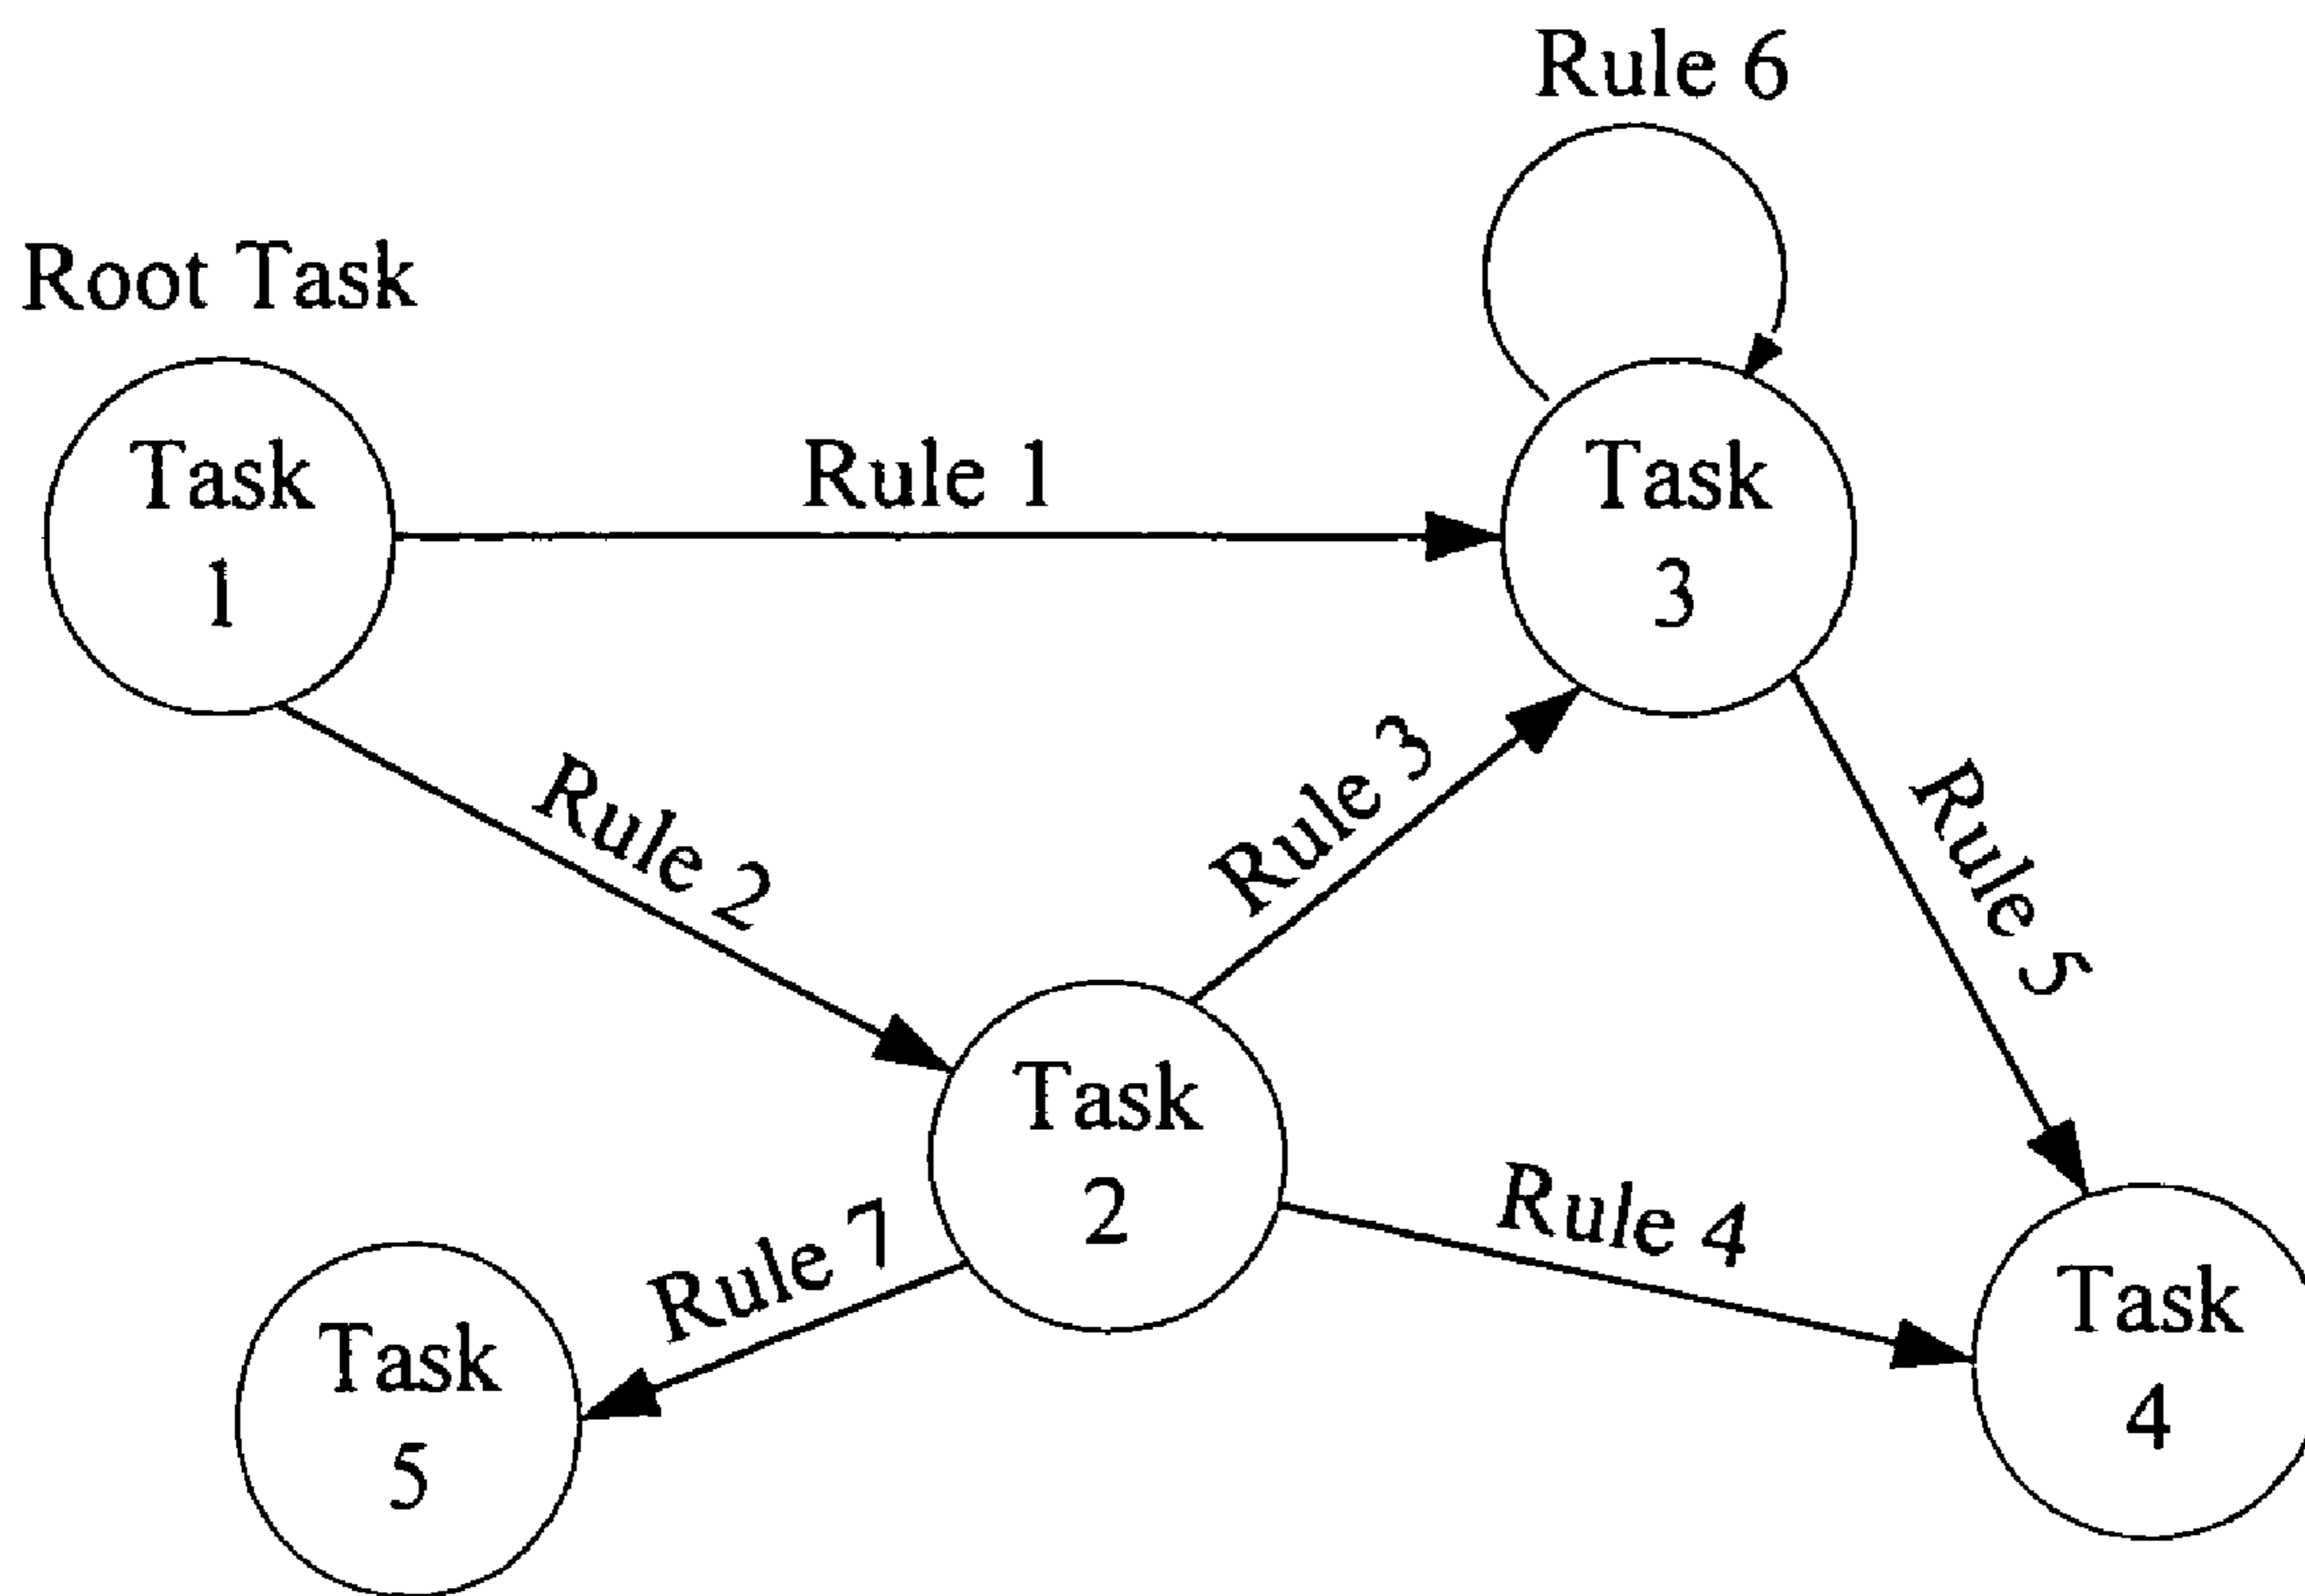 Rule 6
Root Task
Task
1
Rule 1
Task
3
Rule 2
Rule 3
Rule 5
Task
2
Rule 4
Rule 7
Task
4
Task
5